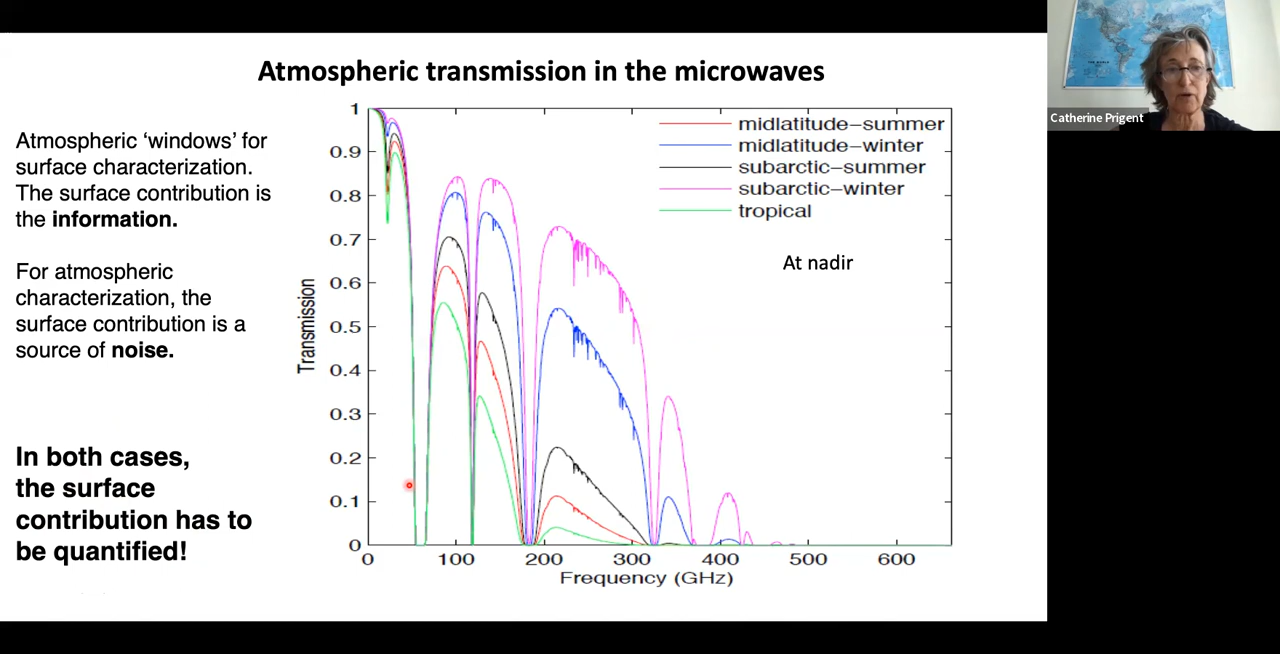 Atmospheric transmission in the microwaves
Catherine Prigent
Atmospheric ‘windows’ for
surface characterization.
The surface contribution is
the information.
For atmospheric
characterization, the
surface contribution is a
source of noise.
In both cases,
the surface
contribution has to
be quantified!
1
0.9
0.8
0.7
0.6
0.5
0.4
0.3
0.2
0.1
0
Transmission
midlatitude–summer
midlatitude–winter
subarctic–summer
subarctic–winter
tropical
At nadir
0 100 200 300 400 500 600
Frequency (GHz)